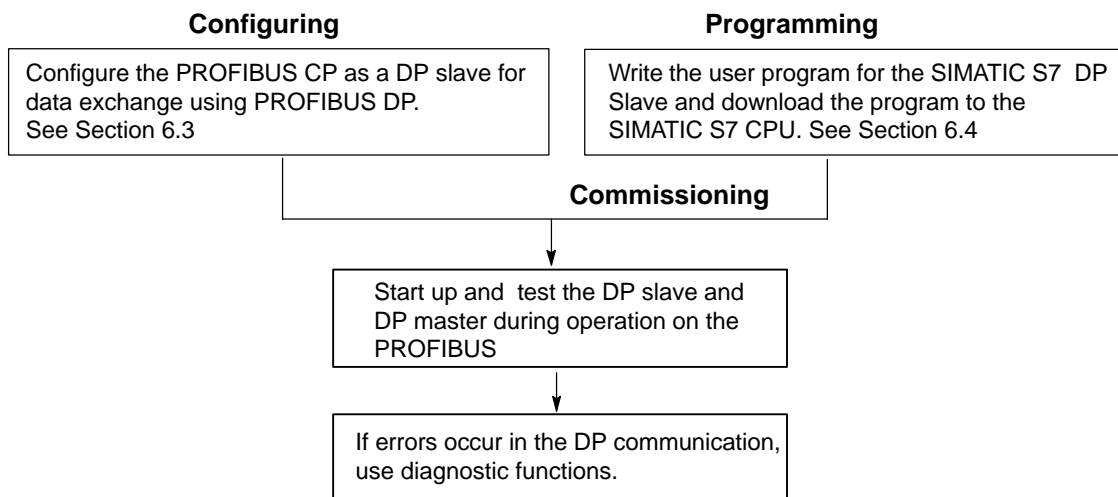 Configuring
Configure the PROFIBUS CP as a DP slave for
data exchange using PROFIBUS DP.
See Section 6.3
Programming
Write the user program for the SIMATIC S7 DP
Slave and download the program to the
SIMATIC S7 CPU. See Section 6.4
Commissioning
Start up and test the DP slave and
DP master during operation on the
PROFIBUS
If errors occur in the DP communication,
use diagnostic functions.